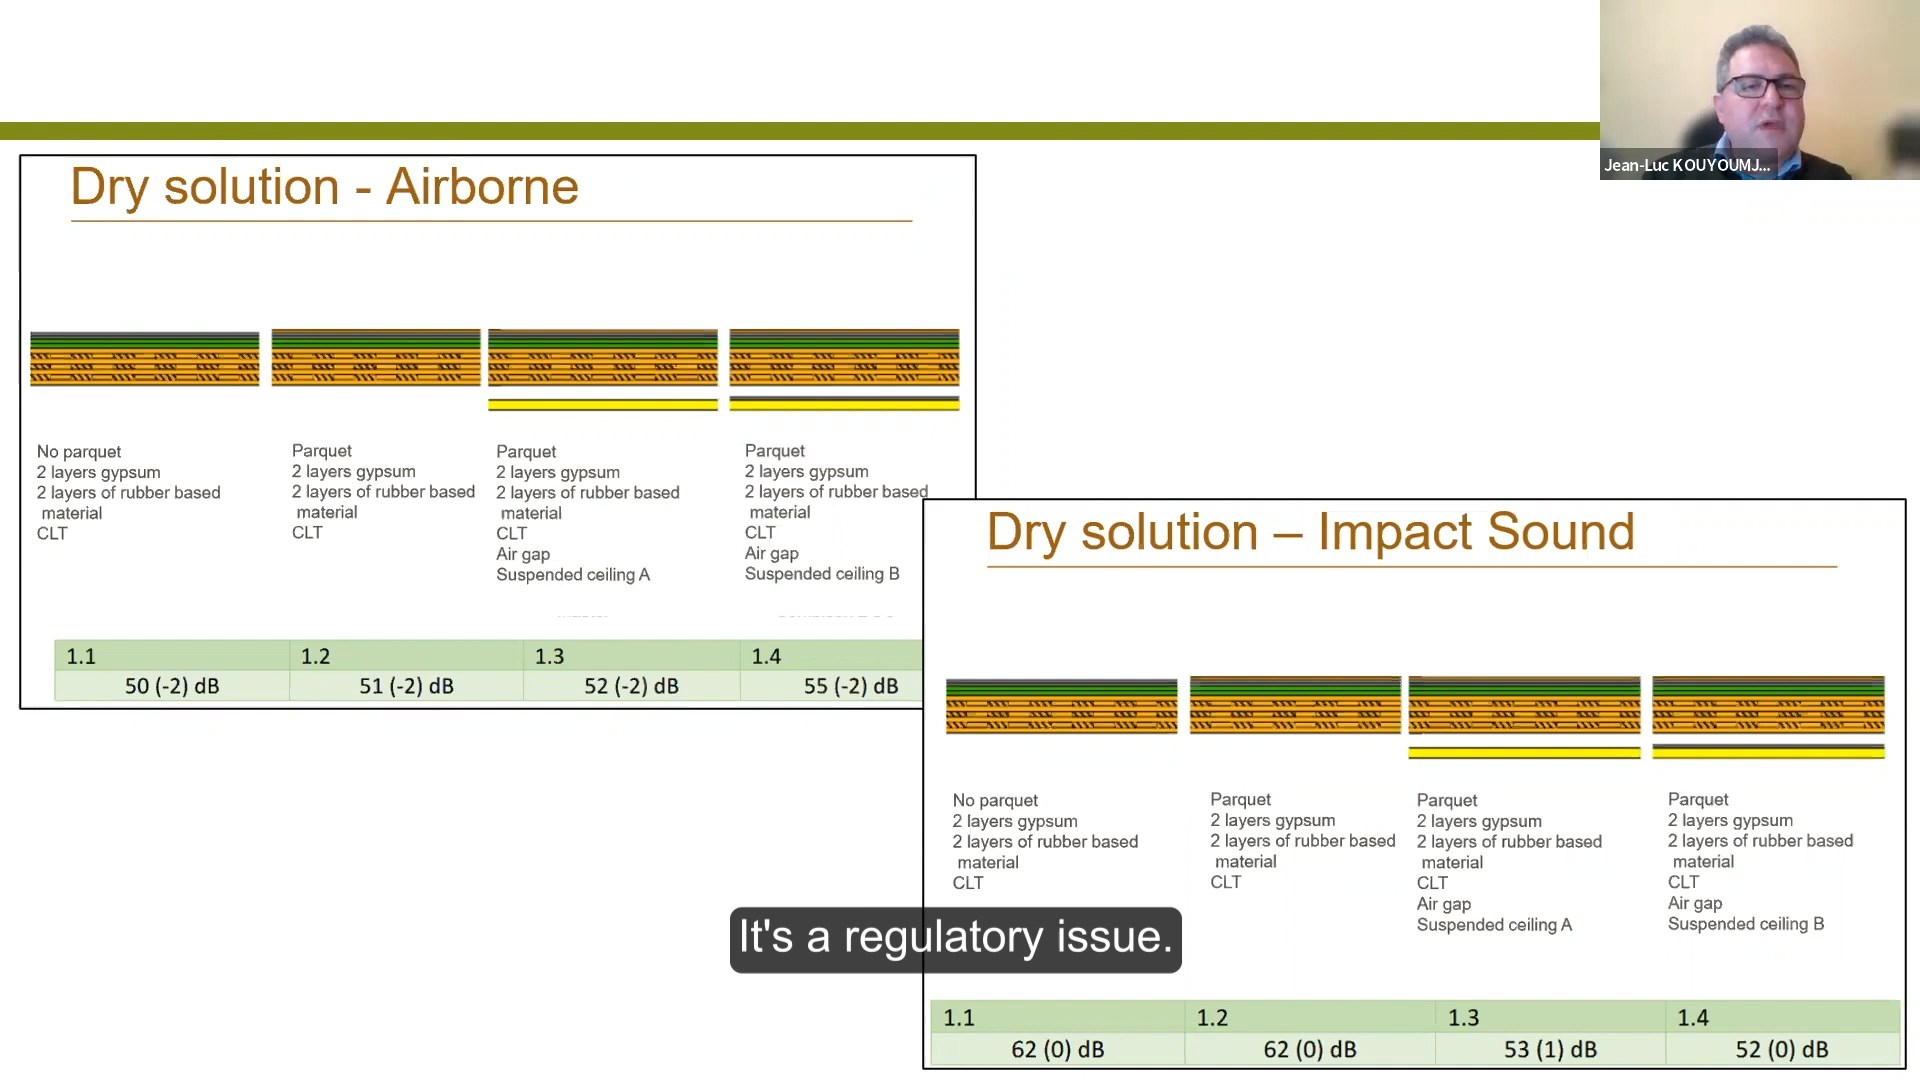 Jean-Luc KOUYOUMJ...
Dry solution - Airborne
No parquet
2 layers gypsum
2 layers of rubber based
material
CLT
Parquet
2 layers gypsum
2 layers of rubber based
material
CLT
Parquet
2 layers gypsum
2 layers of rubber based
material
CLT
Air gap
Suspended ceiling A
Parquet
2 layers gypsum
2 layers of rubber based
material
CLT
Air gap
Suspended ceiling B
1.1 1.2 1.3 1.4
50 (-2) dB 51 (-2) dB 52 (-2) dB 55 (-2) dB
Dry solution – Impact Sound
No parquet
2 layers gypsum
2 layers of rubber based
material
CLT
Parquet
2 layers gypsum
2 layers of rubber based
material
CLT
Parquet
2 layers gypsum
2 layers of rubber based
material
CLT
Air gap
Suspended ceiling A
Parquet
2 layers gypsum
2 layers of rubber based
material
CLT
Air gap
Suspended ceiling B
It's a regulatory issue.
1.1 1.2 1.3 1.4
62 (0) dB 62 (0) dB 53 (1) dB 52 (0) dB